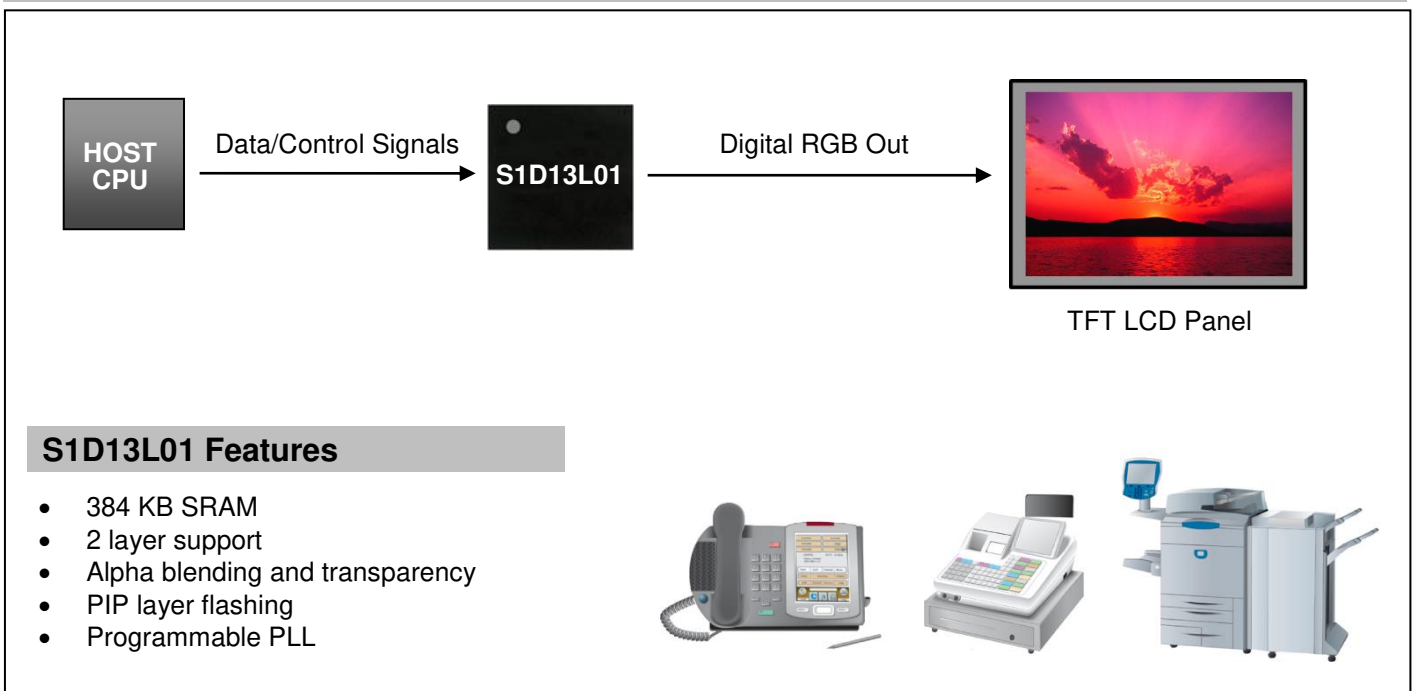 HOST
CPU
Data/Control Signals
S1D13L01
Digital RGB Out
TFT LCD Panel
S1D13L01 Features
• 384 KB SRAM
• 2 layer support
• Alpha blending and transparency
• PIP layer flashing
• Programmable PLL